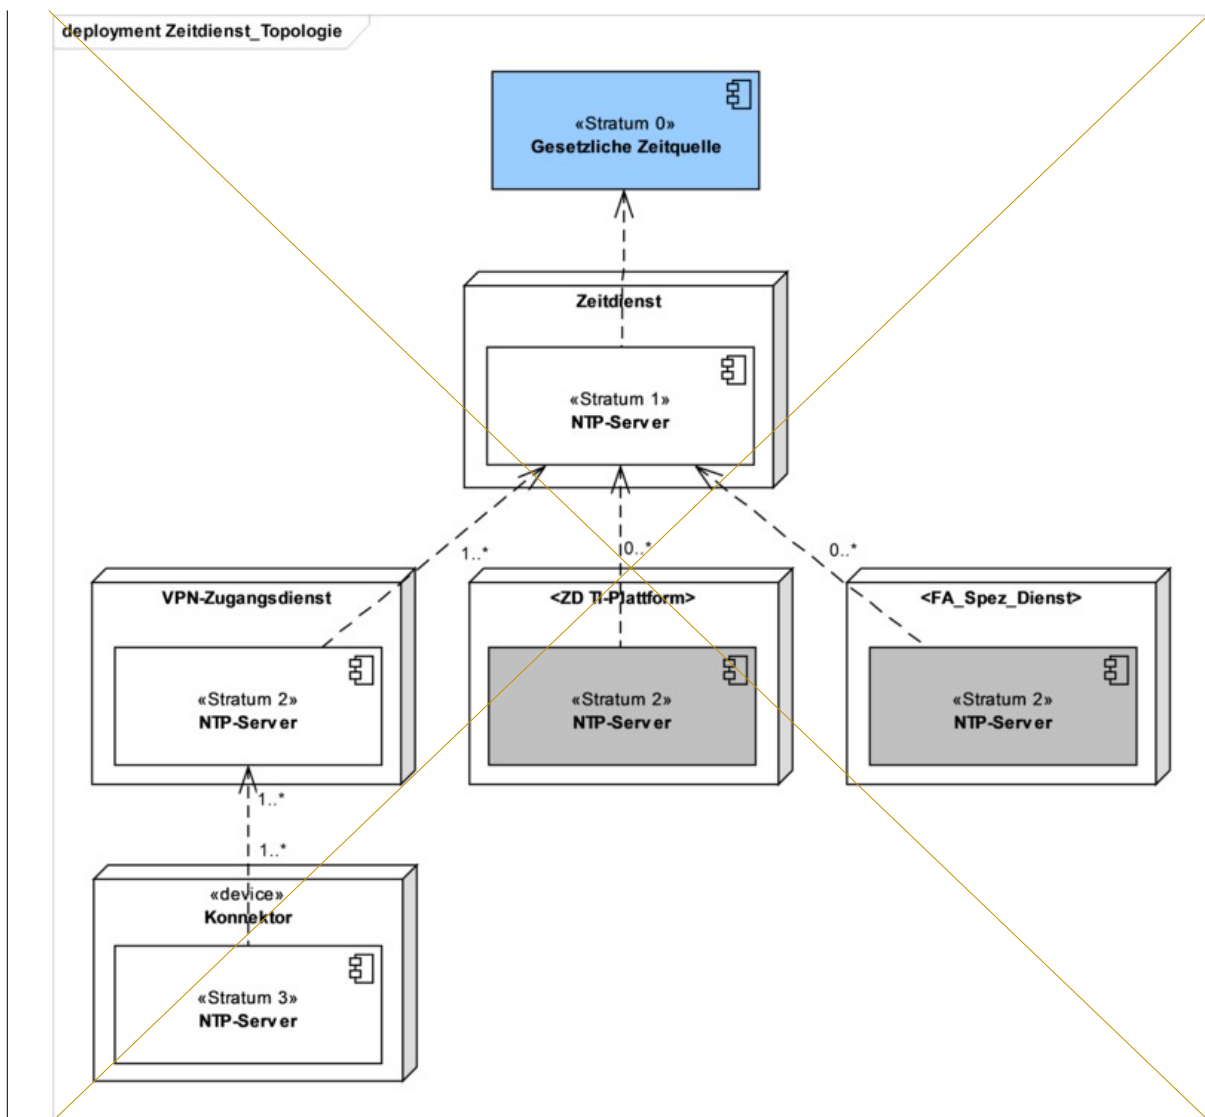 deployment Zeitdienst_Topologie
«Stratum 0»
Gesetzliche Zeitquelle
Zeitdienst
«Stratum 1»
NTP-Server
1..*
0..*
0..*
VPN-Zugangsdienst
<ZD TI-Plattform>
<FA_Spez_Dienst>
«Stratum 2»
NTP-Server
«Stratum 2»
NTP-Server
«Stratum 2»
NTP-Server
1..*
1..*
«device»
Konnektor
«Stratum 3»
NTP-Server